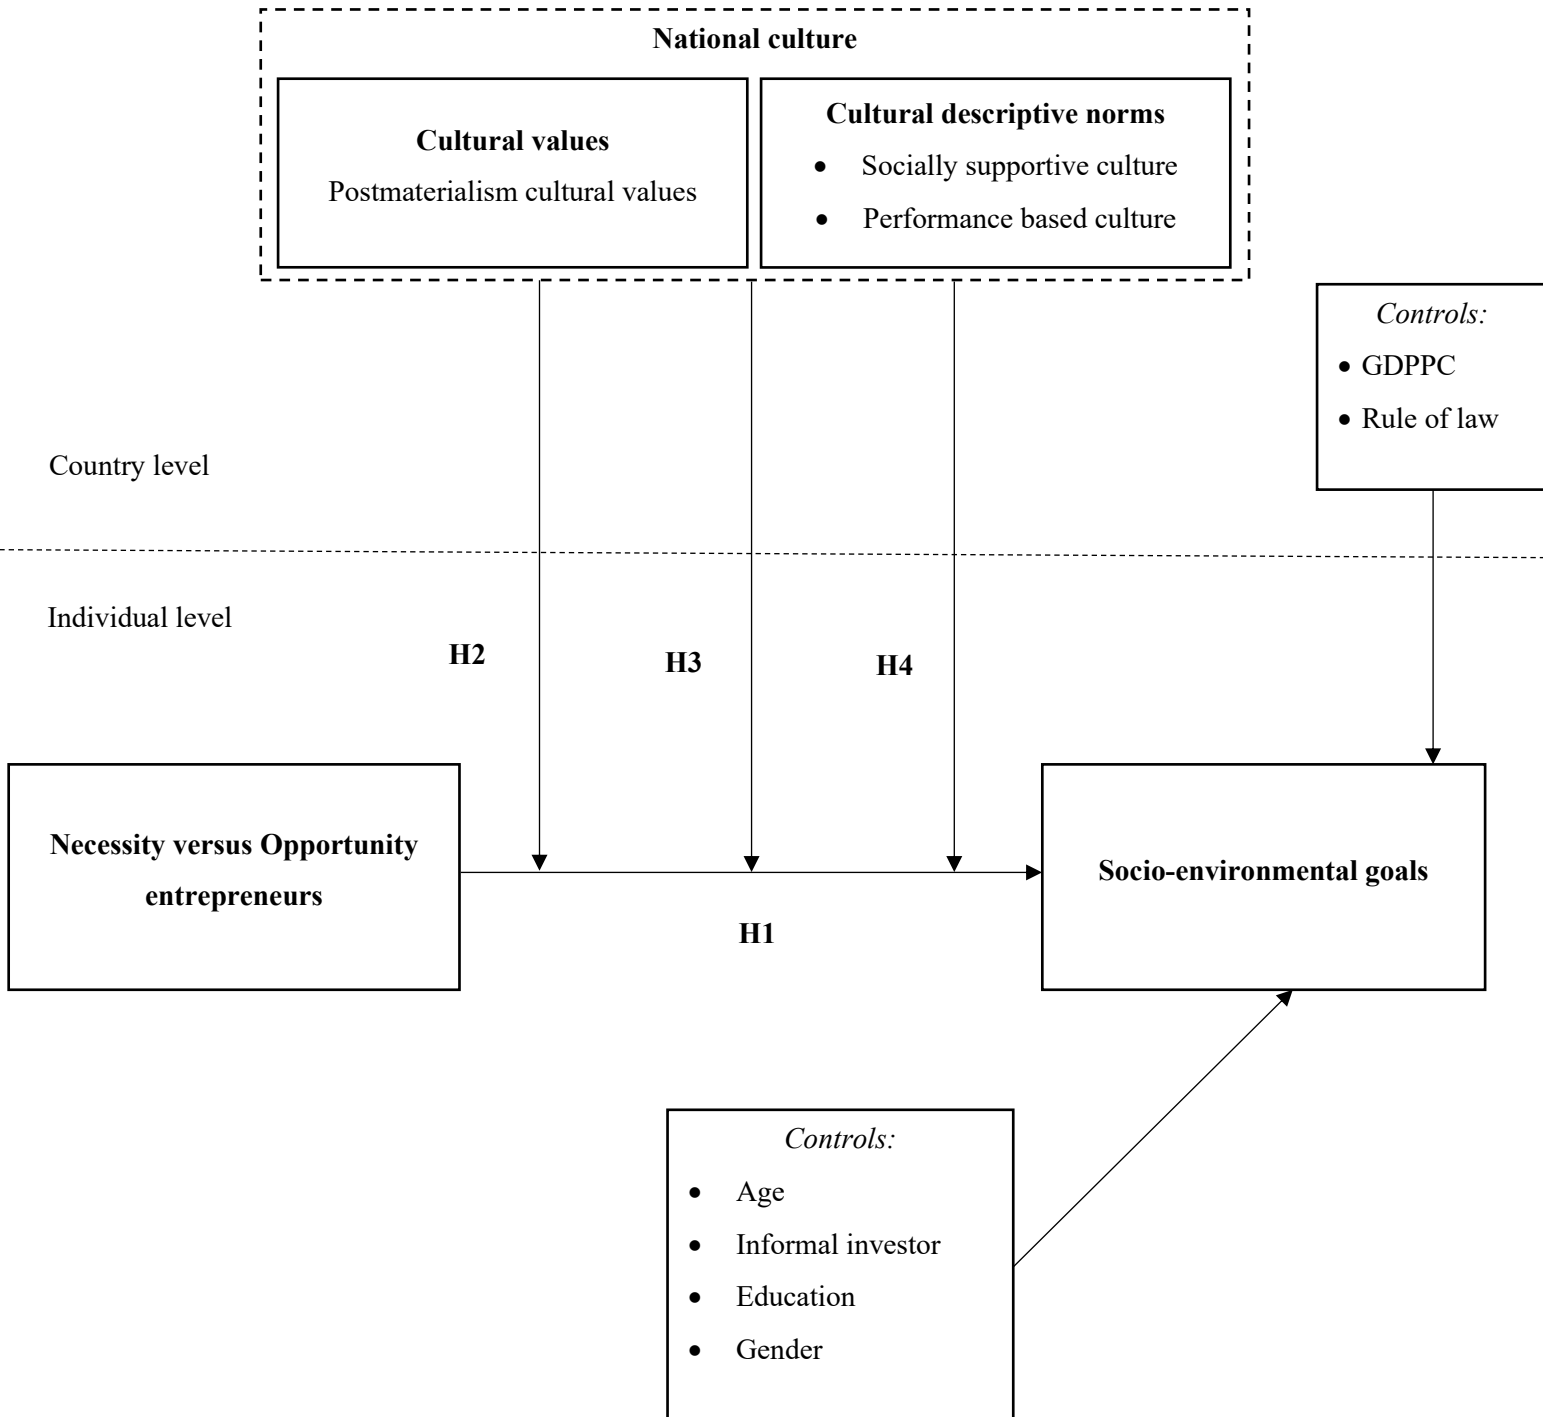 National culture
Cultural values
Postmaterialism cultural values
Cultural descriptive norms
• Socially supportive culture
• Performance based culture
Controls:
• GDPPC
• Rule of law
Country level
Individual level
H2
H3
H4
Necessity versus Opportunity
entrepreneurs
Socio-environmental goals
H1
Controls:
• Age
• Informal investor
• Education
• Gender